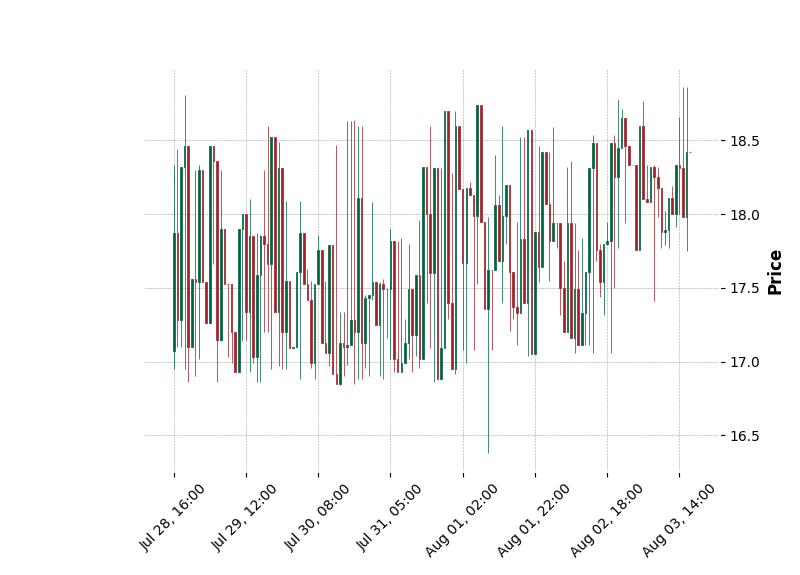 18.5
18.0
17.5
17.0
16.5
Price
Jul 28, 16:00
Jul 29, 12:00
Jul 30, 08:00
Jul 31, 05:00
Aug 01, 02:00
Aug 01, 22:00
Aug 02, 18:00
Aug 03, 14:00